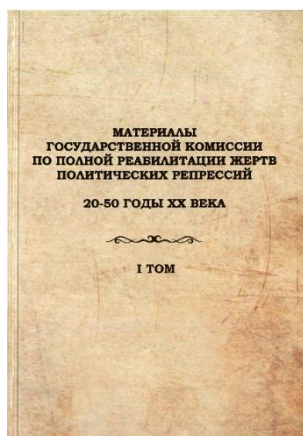 МАТЕРИАЛЫ
ГОСУДАРСТВЕННОЙ КОМИССИИ
ПО ПОЛНОЙ РЕАБИЛИТАЦИИ ЖЕРТВ
ПОЛИТИЧЕСКИХ РЕПРЕССИЙ
20-50 ГОДЫ XX ВЕКА
I ТОМ